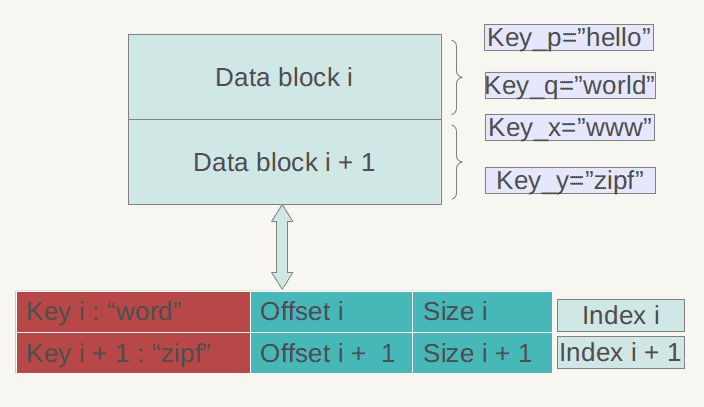 Key_p=”hello”
Data block i
Key_q=”world”
Key_x=”www”
Data block i + 1
Key_y=”zipf”
Key i : “word” Offset i Size i Index i
Key i + 1 : “zipf” Offset i + 1 Size i + 1 Index i + 1